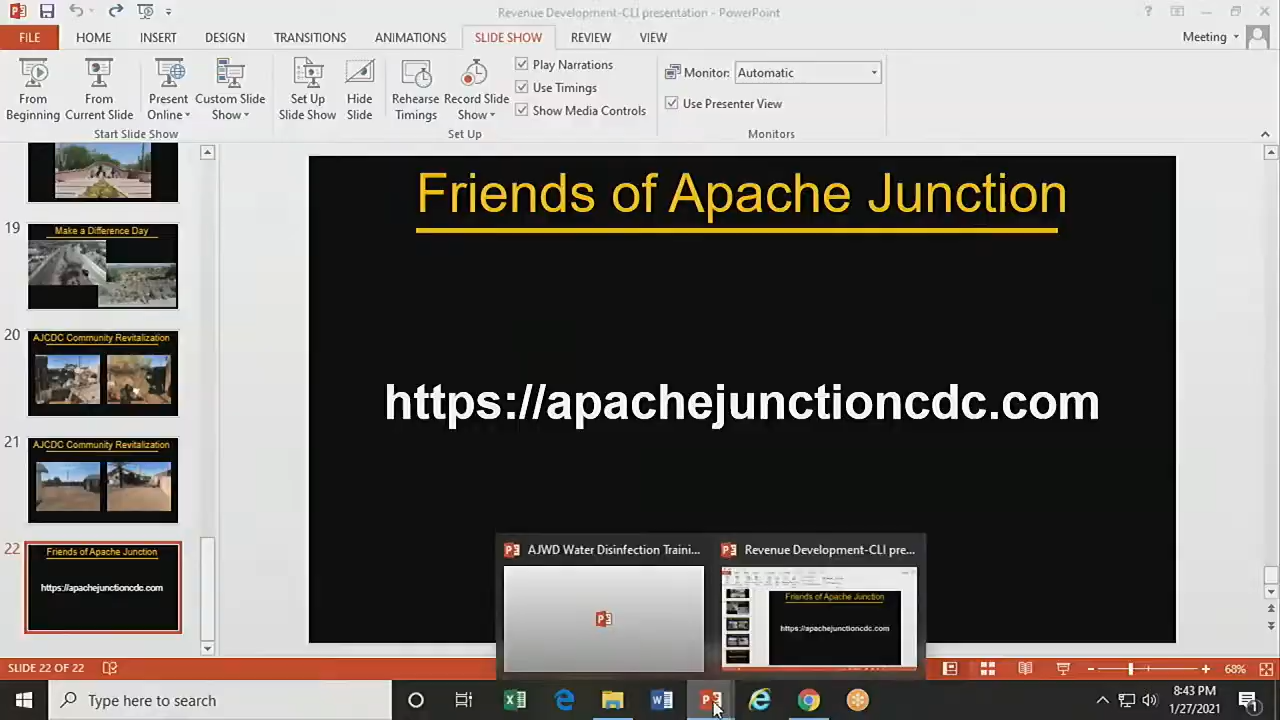 Revenue Development-CLI presentation - PowerPoint
FILE HOME INSERT DESIGN TRANSITIONS ANIMATIONS SLIDE SHOW REVIEW VIEW Meeting
From Beginning
From Current Slide
Present Online
Custom Slide Show
Start Slide Show
Set Up Slide Show
Hide Slide
Rehearse Timings
Record Slide Show
Play Narrations
Use Timings
Show Media Controls
Set Up
Monitor: Automatic
Use Presenter View
Monitors
19
Make a Difference Day
20
AJCDC Community Revitalization
21
AJCDC Community Revitalization
22
Friends of Apache Junction
https://apachejunctioncdc.com
Friends of Apache Junction
https://apachejunctioncdc.com
AJWD Water Disinfection Traini...
Revenue Development-CLI pre...
Friends of Apache Junction
https://apachejunctioncdc.com
SLIDE 22 OF 22
68%
Type here to search
8:43 PM
1/27/2021
1